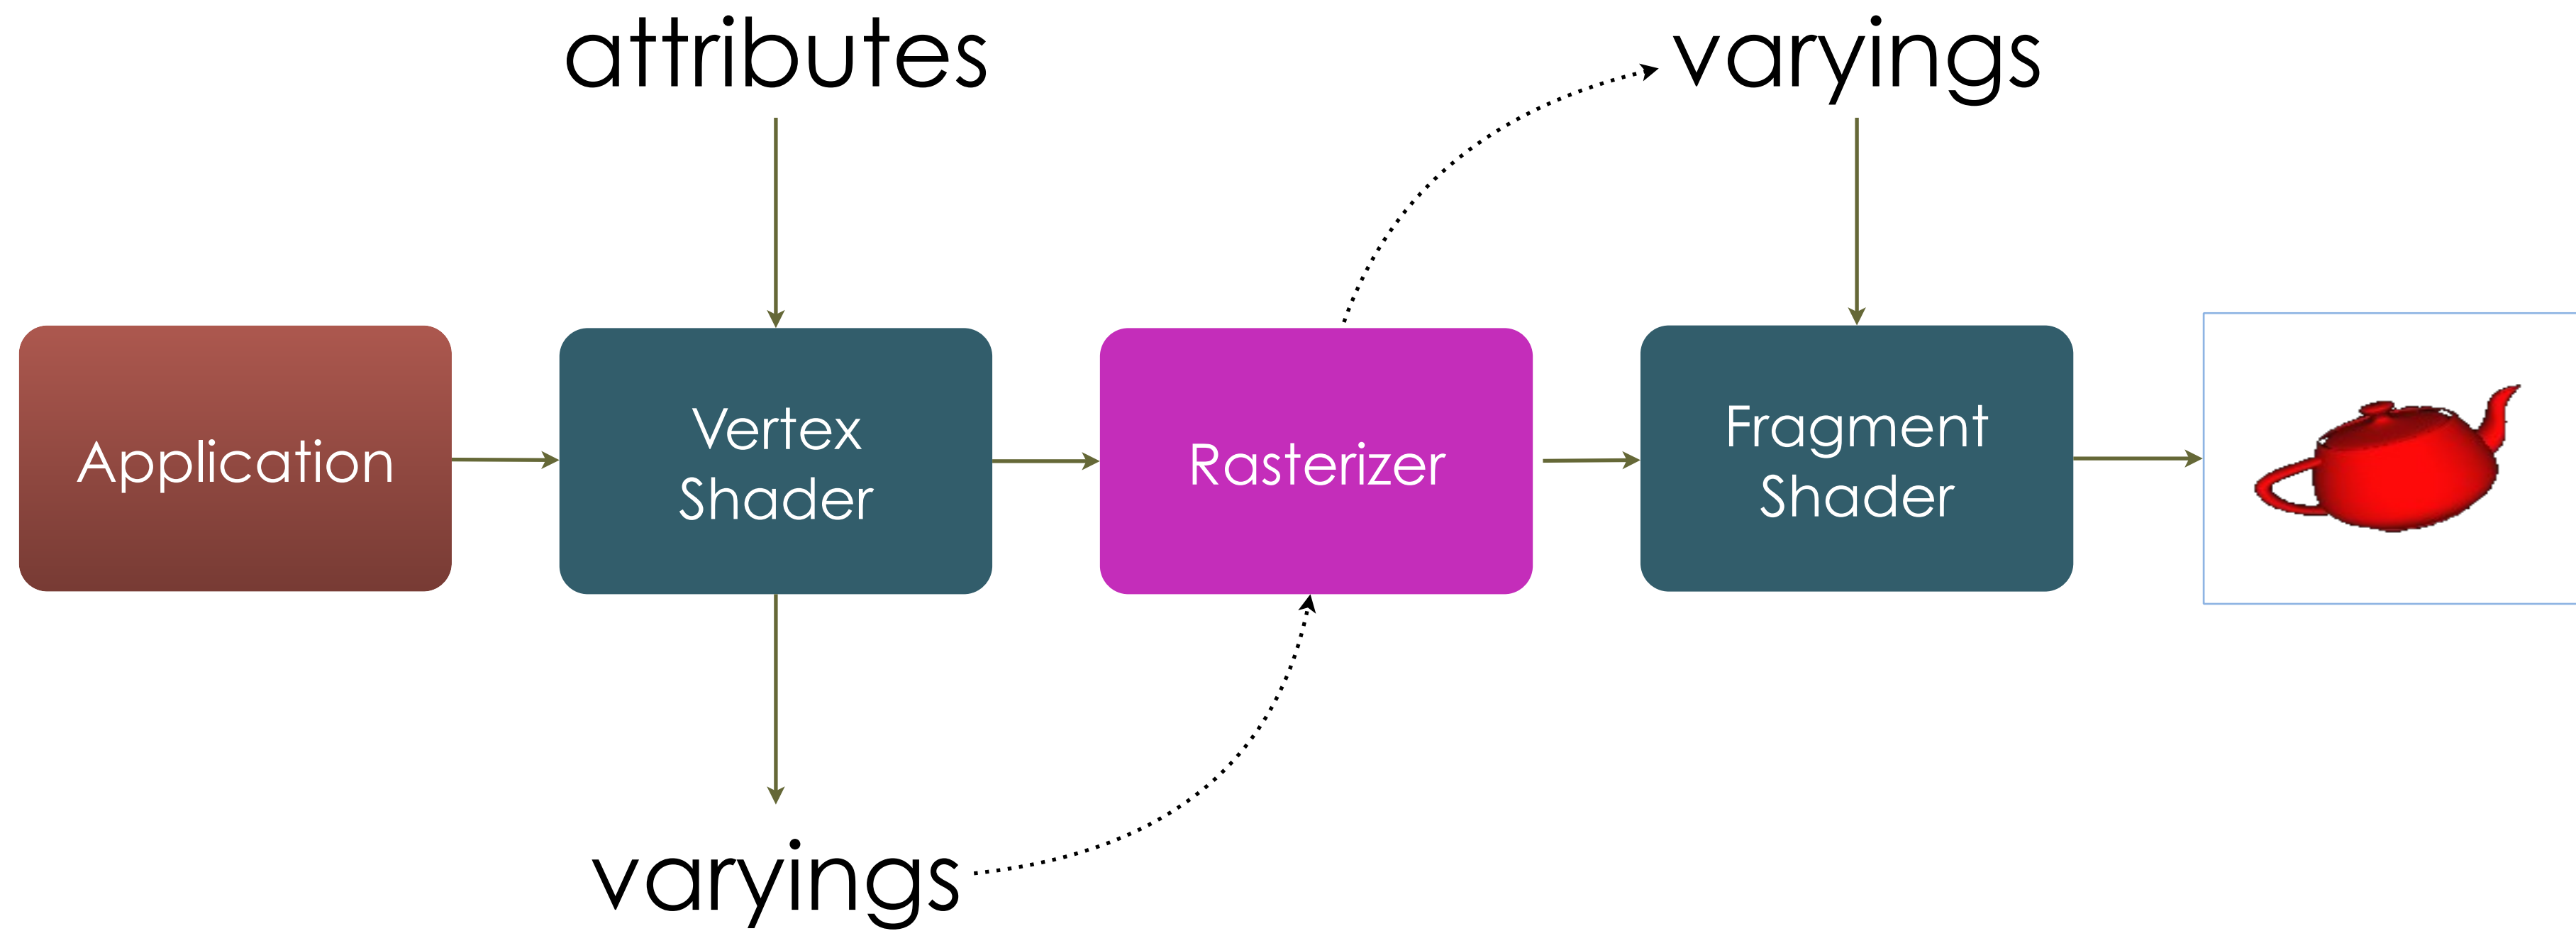 attributes
varyings
Application
Vertex
Shader
Rasterizer
Fragment
Shader
varyings